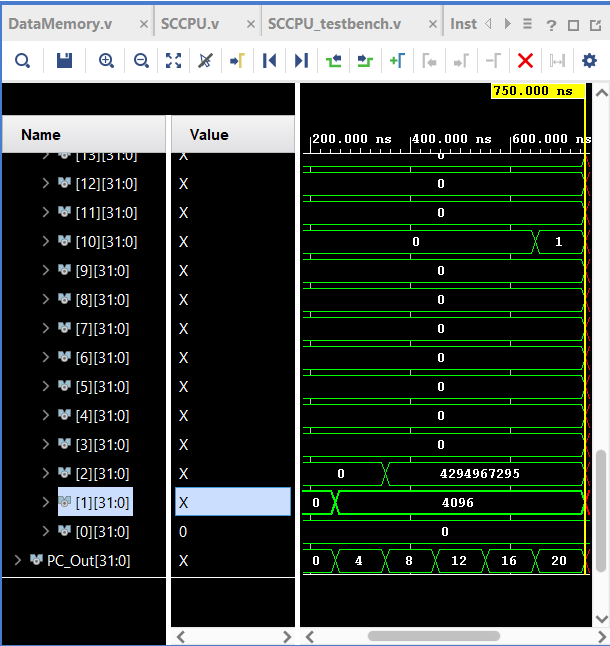 DataMemory.v × SCCPU.v × SCCPU_testbench.v × Inst
750.000 ns
Name Value 200.000 ns 400.000 ns 600.000 ns
[13][31:0] X 0
[12][31:0] X 0
[11][31:0] X 0
[10][31:0] X 0 1
[9][31:0] X 0
[8][31:0] X 0
[7][31:0] X 0
[6][31:0] X 0
[5][31:0] X 0
[4][31:0] X 0
[3][31:0] X 0
[2][31:0] X 0 4294967295
[1][31:0] X 0 4096
[0][31:0] 0 0
PC_Out[31:0] X 0 4 8 12 16 20